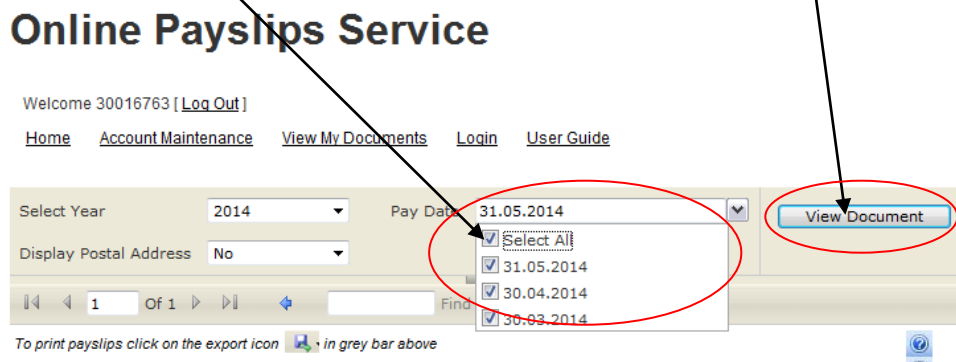 Online Payslips Service
Welcome 30016763 [ Log Out ]
Home Account Maintenance View My Documents Login User Guide
Select Year 2014 Pay Date 31.05.2014 View Document
Select All
Display Postal Address No 31.05.2014
30.04.2014
1 Of 1 Find
30.03.2014
To print payslips click on the export icon in grey bar above